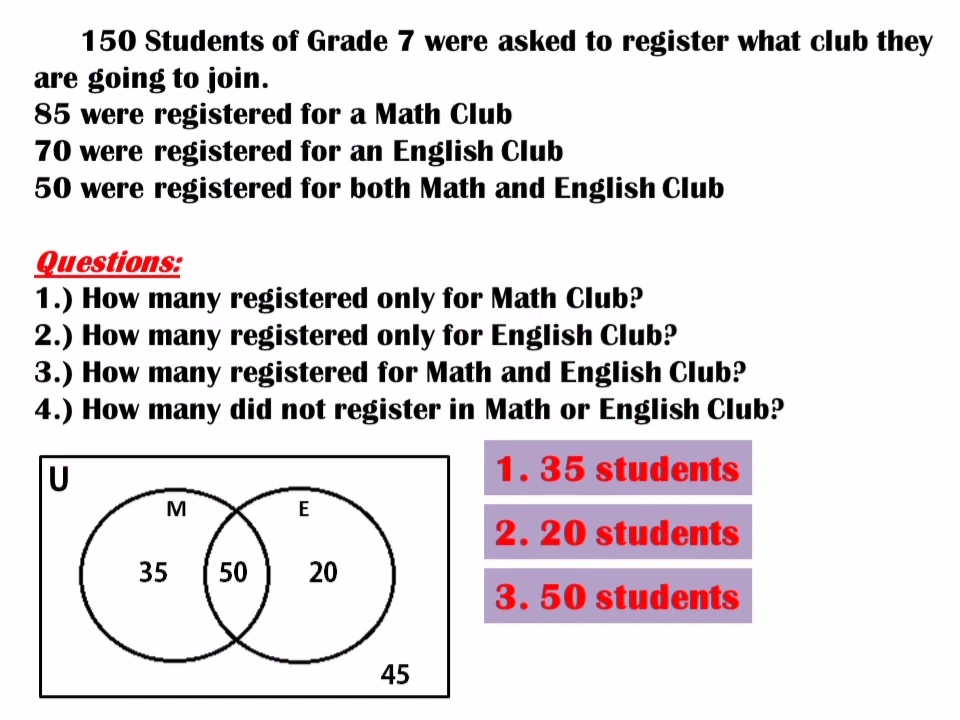 150 Students of Grade 7 were asked to register what club they
are going to join.
85 were registered for a Math Club
70 were registered for an English Club
50 were registered for both Math and English Club
Questions:
1.) How many registered only for Math Club?
2.) How many registered only for English Club?
3.) How many registered for Math and English Club?
4.) How many did not register in Math or English Club?
U
M E
35 50 20
45
1. 35 students
2. 20 students
3. 50 students